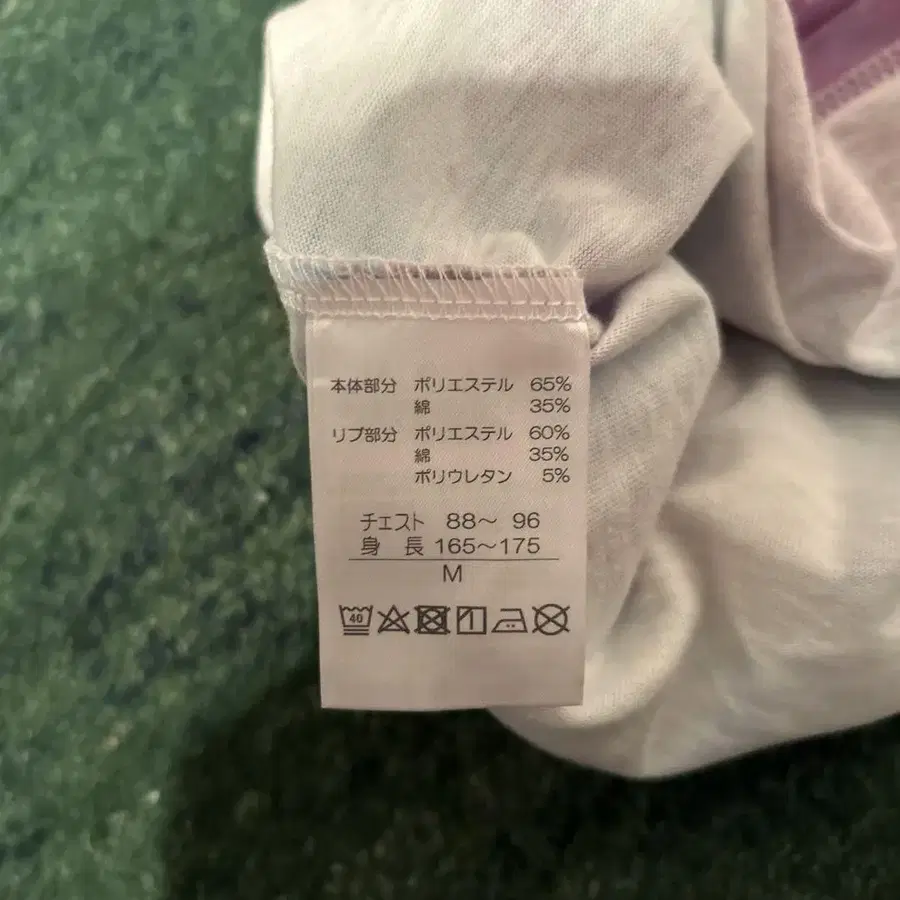 本体部分 ポリエステル 65%
綿 35%
リブ部分 ポリエステル 60%
綿 35%
ポリウレタン 5%
チェスト 88～ 96
身 長 165～175
M
40